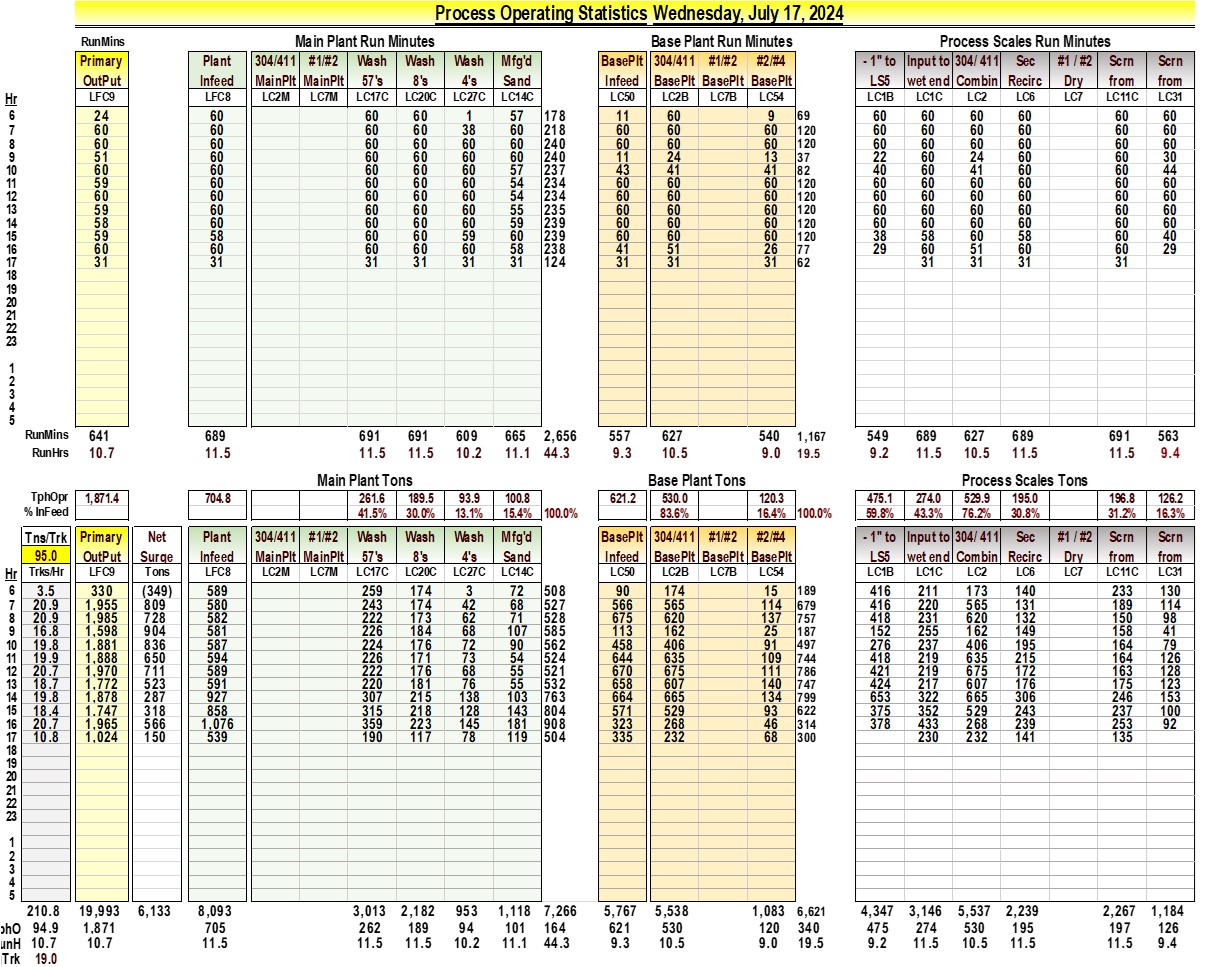 Process Operating Statistics Wednesday, July 17, 2024
RunMins Main Plant Run Minutes Base Plant Run Minutes Process Scales Run Minutes
Primary Plant 304/411 #1/#2 Wash Wash Wash Mfg'd BasePlt 304/411 #1/#2 #2/#4 - 1" to Input to 304/ 411 Sec #1 / #2 Scrn Scrn
OutPut Infeed MainPlt MainPlt 57's 8's 4's Sand Infeed BasePlt BasePlt BasePlt LS5 wet end Combin Recirc Dry from from
Hr LFC9 LFC8 LC2M LC7M LC17C LC20C LC27C LC14C LC50 LC2B LC7B LC54 LC1B LC1C LC2 LC6 LC7 LC11C LC31
6 24 60 60 60 1 57 178 11 60 9 69 60 60 60 60 60 60
7 60 60 60 60 38 60 218 60 60 60 120 60 60 60 60 60 60
8 60 60 60 60 60 60 240 60 60 60 120 60 60 60 60 60 60
9 51 60 60 60 60 60 240 11 24 13 37 22 60 24 60 60 30
10 60 60 60 60 60 57 237 43 41 41 82 40 60 41 60 60 44
11 59 60 60 60 60 54 234 60 60 60 120 60 60 60 60 60 60
12 60 60 60 60 60 54 234 60 60 60 120 60 60 60 60 60 60
13 59 60 60 60 60 55 235 60 60 60 120 60 60 60 60 60 60
14 58 60 60 60 60 59 239 60 60 60 120 60 60 60 60 60 60
15 60 58 60 60 59 60 239 60 60 60 120 38 58 60 58 60 40
16 60 60 60 60 60 58 238 41 51 26 77 29 60 51 60 60 29
17 31 31 31 31 31 31 124 31 31 31 62 31 31 31 31
18
19
20
21
22
23
1
2
3
4
5
RunMins 641 689 691 691 609 665 2,656 557 627 540 1,167 549 689 627 689 691 563
RunHrs 10.7 11.5 11.5 11.5 10.2 11.1 44.3 9.3 10.5 9.0 19.5 9.2 11.5 10.5 11.5 11.5 9.4
Main Plant Tons Base Plant Tons Process Scales Tons
TphOpr 1,871.4 704.8 261.6 189.5 93.9 100.8 621.2 530.0 120.3 475.1 274.0 529.9 195.0 196.8 126.2
% InFeed 41.5% 30.0% 13.1% 15.4% 100.0% 83.6% 16.4% 100.0% 59.8% 43.3% 76.2% 30.8% 31.2% 16.3%
Tns/Trk Primary Net Plant 304/411 #1/#2 Wash Wash Wash Mfg'd BasePlt 304/411 #1/#2 #2/#4 - 1" to Input to 304/ 411 Sec #1 / #2 Scrn Scrn
95.0 OutPut Surge Infeed MainPlt MainPlt 57's 8's 4's Sand Infeed BasePlt BasePlt BasePlt LS5 wet end Combin Recirc Dry from from
Hr Trks/Hr LFC9 Tons LFC8 LC2M LC7M LC17C LC20C LC27C LC14C LC50 LC2B LC7B LC54 LC1B LC1C LC2 LC6 LC7 LC11C LC31
6 3.5 330 (349) 589 259 174 3 72 508 90 174 15 189 416 211 173 140 233 130
7 20.9 1,955 809 580 243 174 42 68 527 566 565 114 679 416 220 565 131 189 114
8 20.9 1,985 728 582 222 173 62 71 528 675 620 137 757 418 231 620 132 150 98
9 16.8 1,598 904 581 226 184 68 107 585 113 162 25 187 152 255 162 149 158 41
10 19.8 1,881 836 587 224 176 72 90 562 458 406 91 497 276 237 406 195 164 79
11 19.9 1,888 650 594 226 171 73 54 524 644 635 109 744 418 219 635 215 164 126
12 20.7 1,970 711 589 222 176 68 55 521 670 675 111 786 421 219 675 172 163 128
13 18.7 1,772 523 591 220 181 76 55 532 658 607 140 747 424 217 607 176 175 123
14 19.8 1,878 287 927 307 215 138 103 763 664 665 134 799 653 322 665 306 246 153
15 18.4 1,747 318 858 315 218 128 143 804 571 529 93 622 375 352 529 243 237 100
16 20.7 1,965 566 1,076 359 223 145 181 908 323 268 46 314 378 433 268 239 253 92
17 10.8 1,024 150 539 190 117 78 119 504 335 232 68 300 230 232 141 135
18
19
20
21
22
23
1
2
3
4
5
210.8 19,993 6,133 8,093 3,013 2,182 953 1,118 7,266 5,767 5,538 1,083 6,621 4,347 3,146 5,537 2,239 2,267 1,184
phO 94.9 1,871 705 262 189 94 101 164 621 530 120 340 475 274 530 195 197 126
unH 10.7 10.7 11.5 11.5 11.5 10.2 11.1 44.3 9.3 10.5 9.0 19.5 9.2 11.5 10.5 11.5 11.5 9.4
Trk 19.0